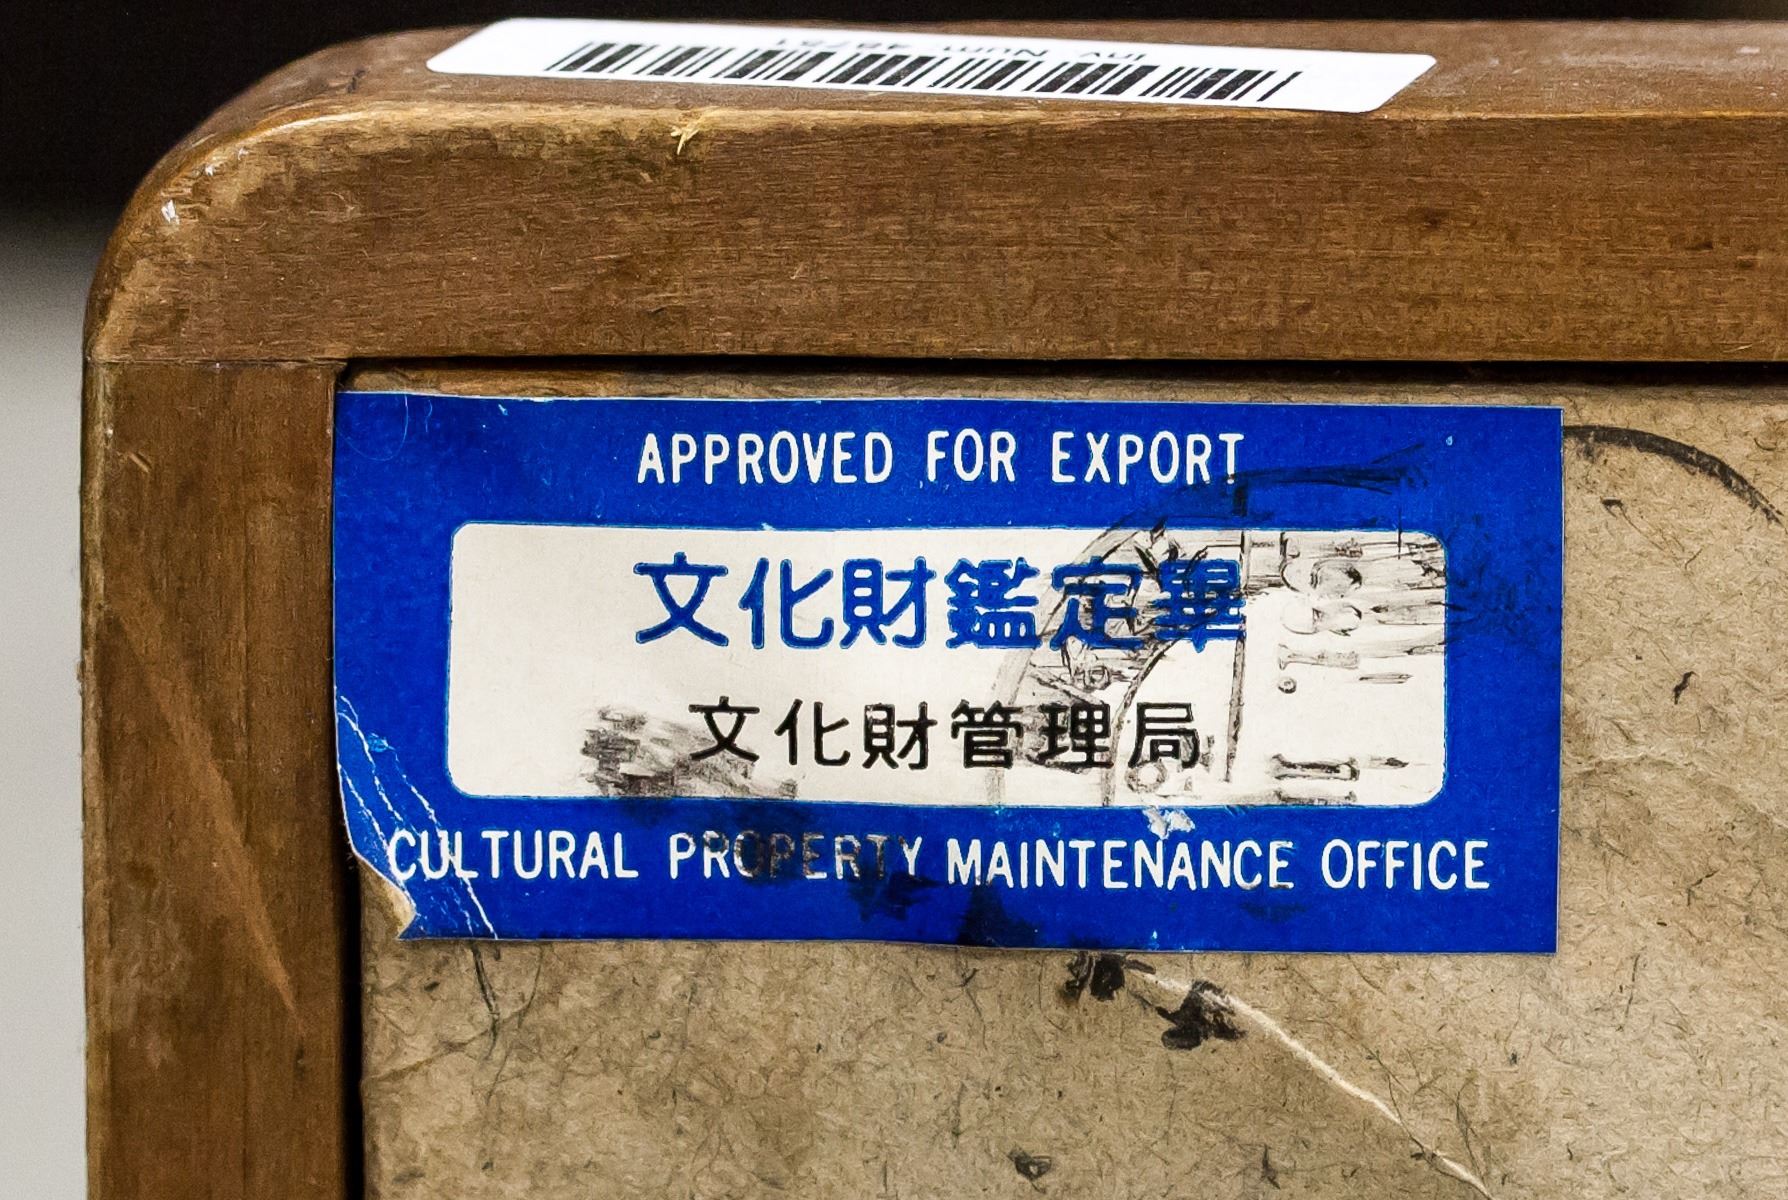 APPROVED FOR EXPORT
文化財鑑定畢
文化財管理局
CULTURAL PROPERTY MAINTENANCE OFFICE